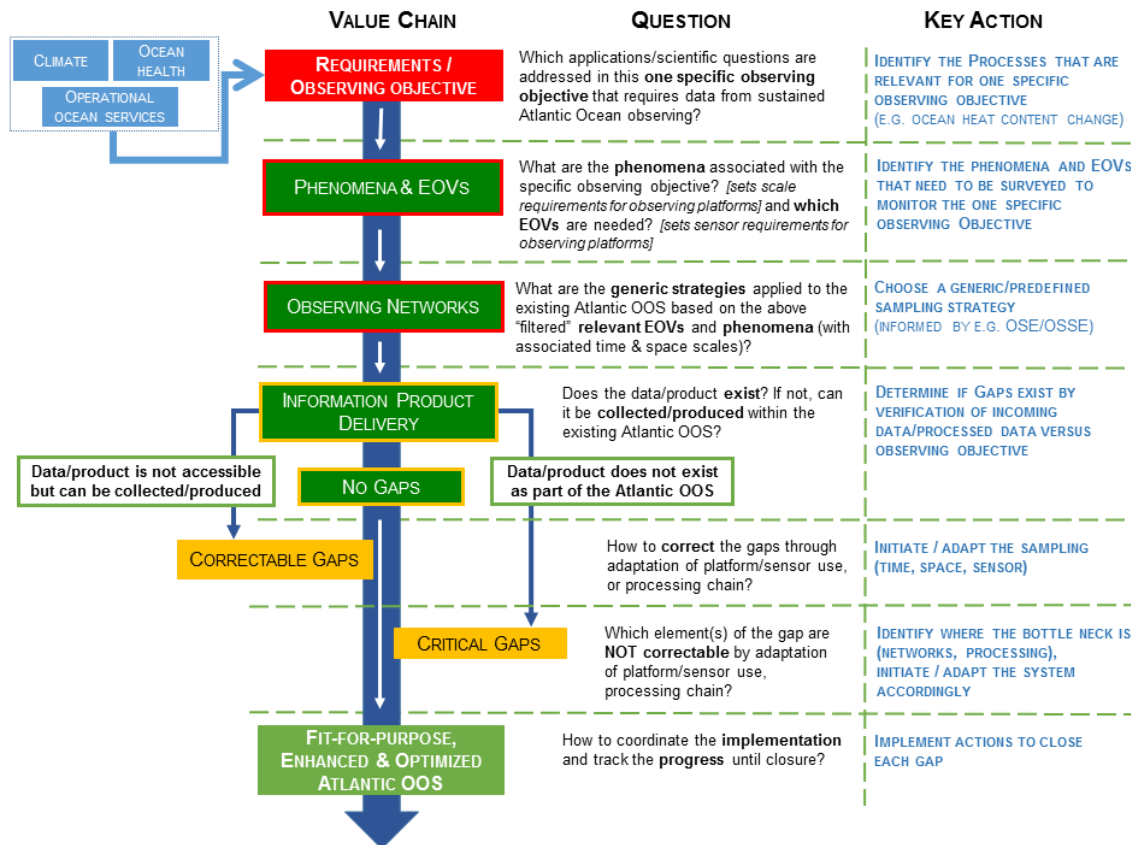 VALUE CHAIN
QUESTION
KEY ACTION
CLIMATE
OCEAN
HEALTH
OPERATIONAL
OCEAN SERVICES
REQUIREMENTS /
OBSERVING OBJECTIVE
Which applications/scientific questions are
addressed in this one specific observing
objective that requires data from sustained
Atlantic Ocean observing?
IDENTIFY THE PROCESSES THAT ARE
RELEVANT FOR ONE SPECIFIC
OBSERVING OBJECTIVE
(E.G. OCEAN HEAT CONTENT CHANGE)
PHENOMENA & EOVS
What are the phenomena associated with the
specific observing objective? [sets scale
requirements for observing platforms] and which
EOVs are needed? [sets sensor requirements for
observing platforms]
IDENTIFY THE PHENOMENA AND EOVS
THAT NEED TO BE SURVEYED TO
MONITOR THE ONE SPECIFIC
OBSERVING OBJECTIVE
OBSERVING NETWORKS
What are the generic strategies applied to the
existing Atlantic OOS based on the above
“filtered” relevant EOVs and phenomena (with
associated time & space scales)?
CHOOSE A GENERIC/PREDEFINED
SAMPLING STRATEGY
(INFORMED BY E.G. OSE/OSSE)
INFORMATION PRODUCT
DELIVERY
Does the data/product exist? If not, can
it be collected/produced within the
existing Atlantic OOS?
DETERMINE IF GAPS EXIST BY
VERIFICATION OF INCOMING
DATA/PROCESSED DATA VERSUS
OBSERVING OBJECTIVE
Data/product is not accessible
but can be collected/produced
NO GAPS
Data/product does not exist
as part of the Atlantic OOS
CORRECTABLE GAPS
How to correct the gaps through
adaptation of platform/sensor use,
or processing chain?
INITIATE / ADAPT THE SAMPLING
(TIME, SPACE, SENSOR)
CRITICAL GAPS
Which element(s) of the gap are
NOT correctable by adaptation
of platform/sensor use,
processing chain?
IDENTIFY WHERE THE BOTTLE NECK IS
(NETWORKS, PROCESSING),
INITIATE / ADAPT THE SYSTEM
ACCORDINGLY
FIT-FOR-PURPOSE,
ENHANCED & OPTIMIZED
ATLANTIC OOS
How to coordinate the implementation
and track the progress until closure?
IMPLEMENT ACTIONS TO CLOSE
EACH GAP